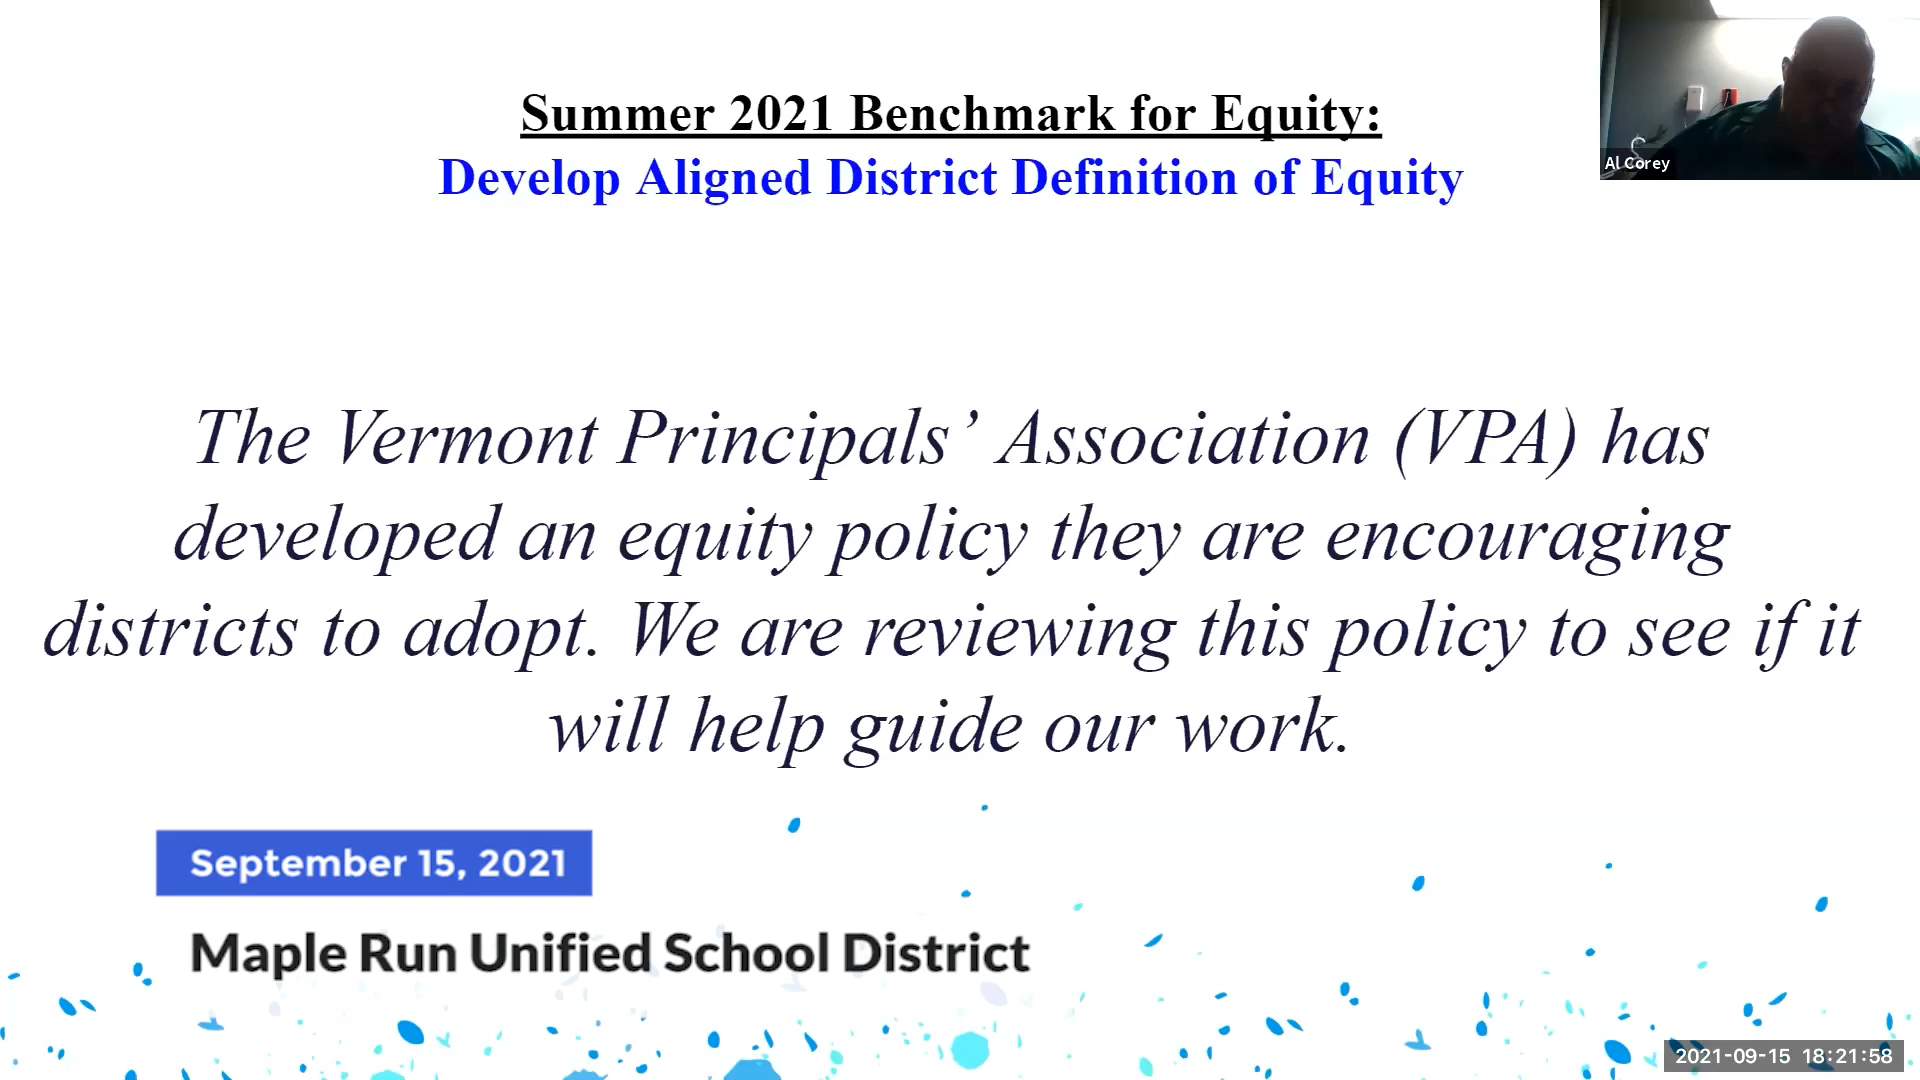 Summer 2021 Benchmark for Equity:
Develop Aligned District Definition of Equity
Al Corey
The Vermont Principals’ Association (VPA) has
developed an equity policy they are encouraging
districts to adopt. We are reviewing this policy to see if it
will help guide our work.
September 15, 2021
Maple Run Unified School District
2021-09-15 18:21:58